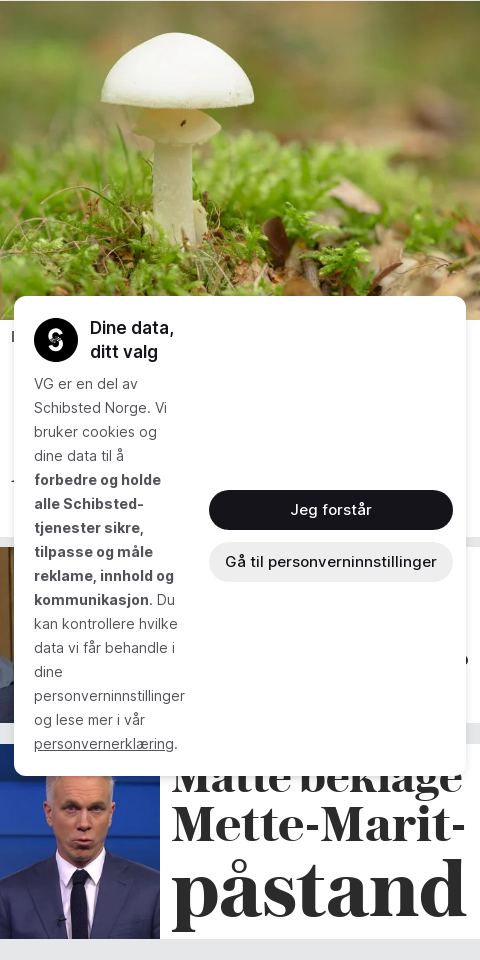 Dine data,
ditt valg
VG er en del av
Schibsted Norge. Vi
bruker cookies og
dine data til å
forbedre og holde
alle Schibsted-
tjenester sikre,
tilpasse og måle
reklame, innhold og
kommunikasjon. Du
kan kontrollere hvilke
data vi får behandle i
dine
personverninnstillinger
og lese mer i vår
personvernerklæring.
Jeg forstår
Gå til personverninnstillinger
Måtte beklage
Mette-Marit-
påstand